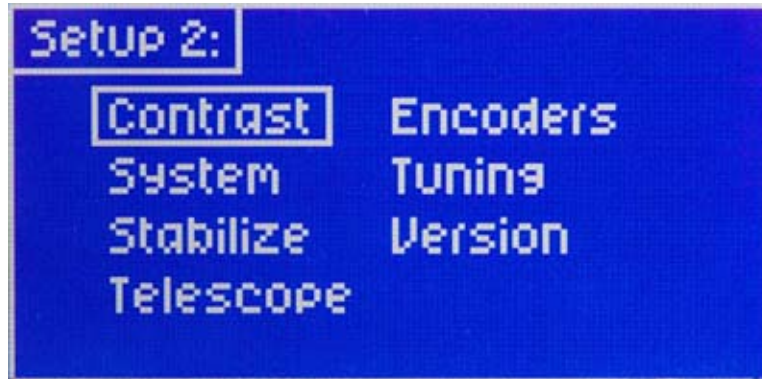 Setup 2:
Contrast Encoders
System Tuning
Stabilize Version
Telescope